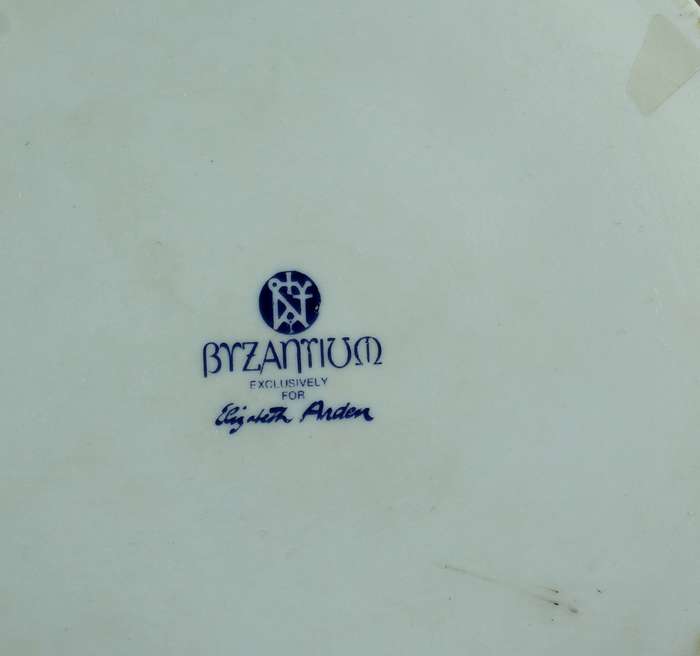 BYZANTIUM
EXCLUSIVELY
FOR
Elizabeth Arden